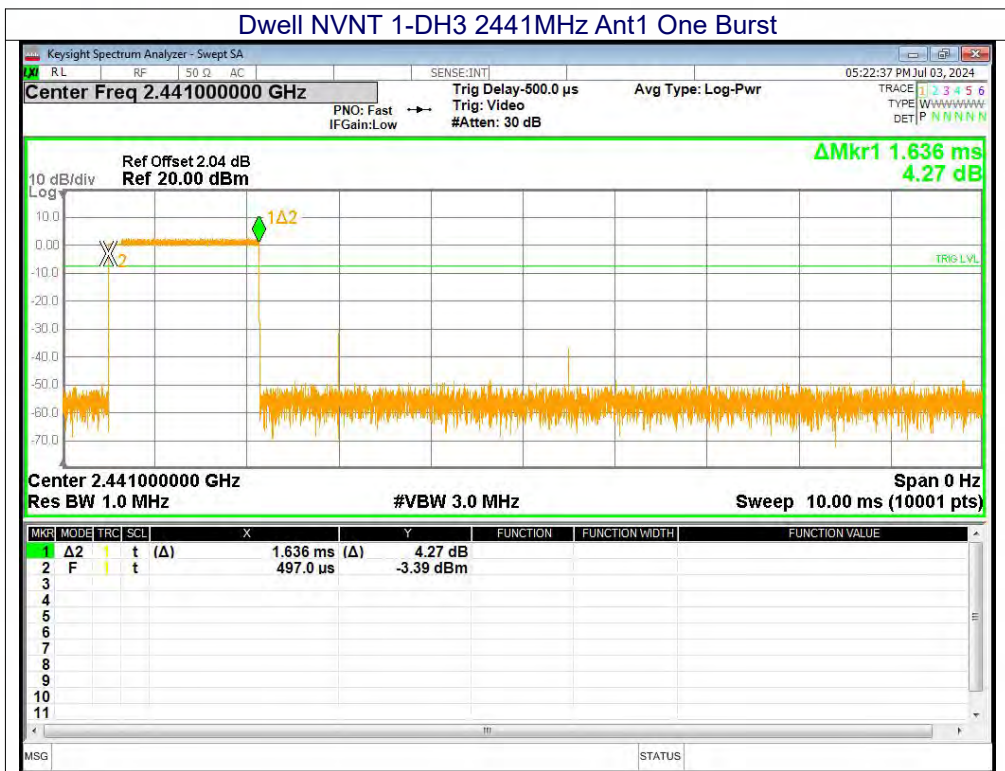 Dwell NVNT 1-DH3 2441MHz Ant1 One Burst
Keysight Spectrum Analyzer - Swept SA
LXI RL RF 50 Ω AC SENSE:INT 05:22:37 PM Jul 03, 2024
Center Freq 2.441000000 GHz
PNO: Fast
IFGain:Low
Trig Delay-500.0 µs
Trig: Video
#Atten: 30 dB
Avg Type: Log-Pwr
TRACE 1 2 3 4 5 6
TYPE WWWWWW
DET P N N N N N
ΔMkr1 1.636 ms
4.27 dB
Ref Offset 2.04 dB
10 dB/div Ref 20.00 dBm
Log
10.0
0.00
-10.0
-20.0
-30.0
-40.0
-50.0
-60.0
-70.0
1Δ2
2
TRIG LVL
Center 2.441000000 GHz Span 0 Hz
Res BW 1.0 MHz #VBW 3.0 MHz Sweep 10.00 ms (10001 pts)
MKR MODE TRC SCL X Y FUNCTION FUNCTION WIDTH FUNCTION VALUE
1 Δ2 1 t (Δ) 1.636 ms (Δ) 4.27 dB
2 F 1 t 497.0 µs -3.39 dBm
3
4
5
6
7
8
9
10
11
MSG STATUS